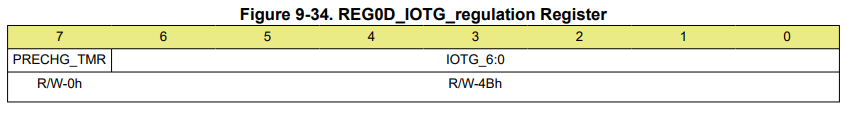 Figure 9-34. REG0D_IOTG_regulation Register
7 6 5 4 3 2 1 0
PRECHG_TMR IOTG_6:0
R/W-0h R/W-4Bh